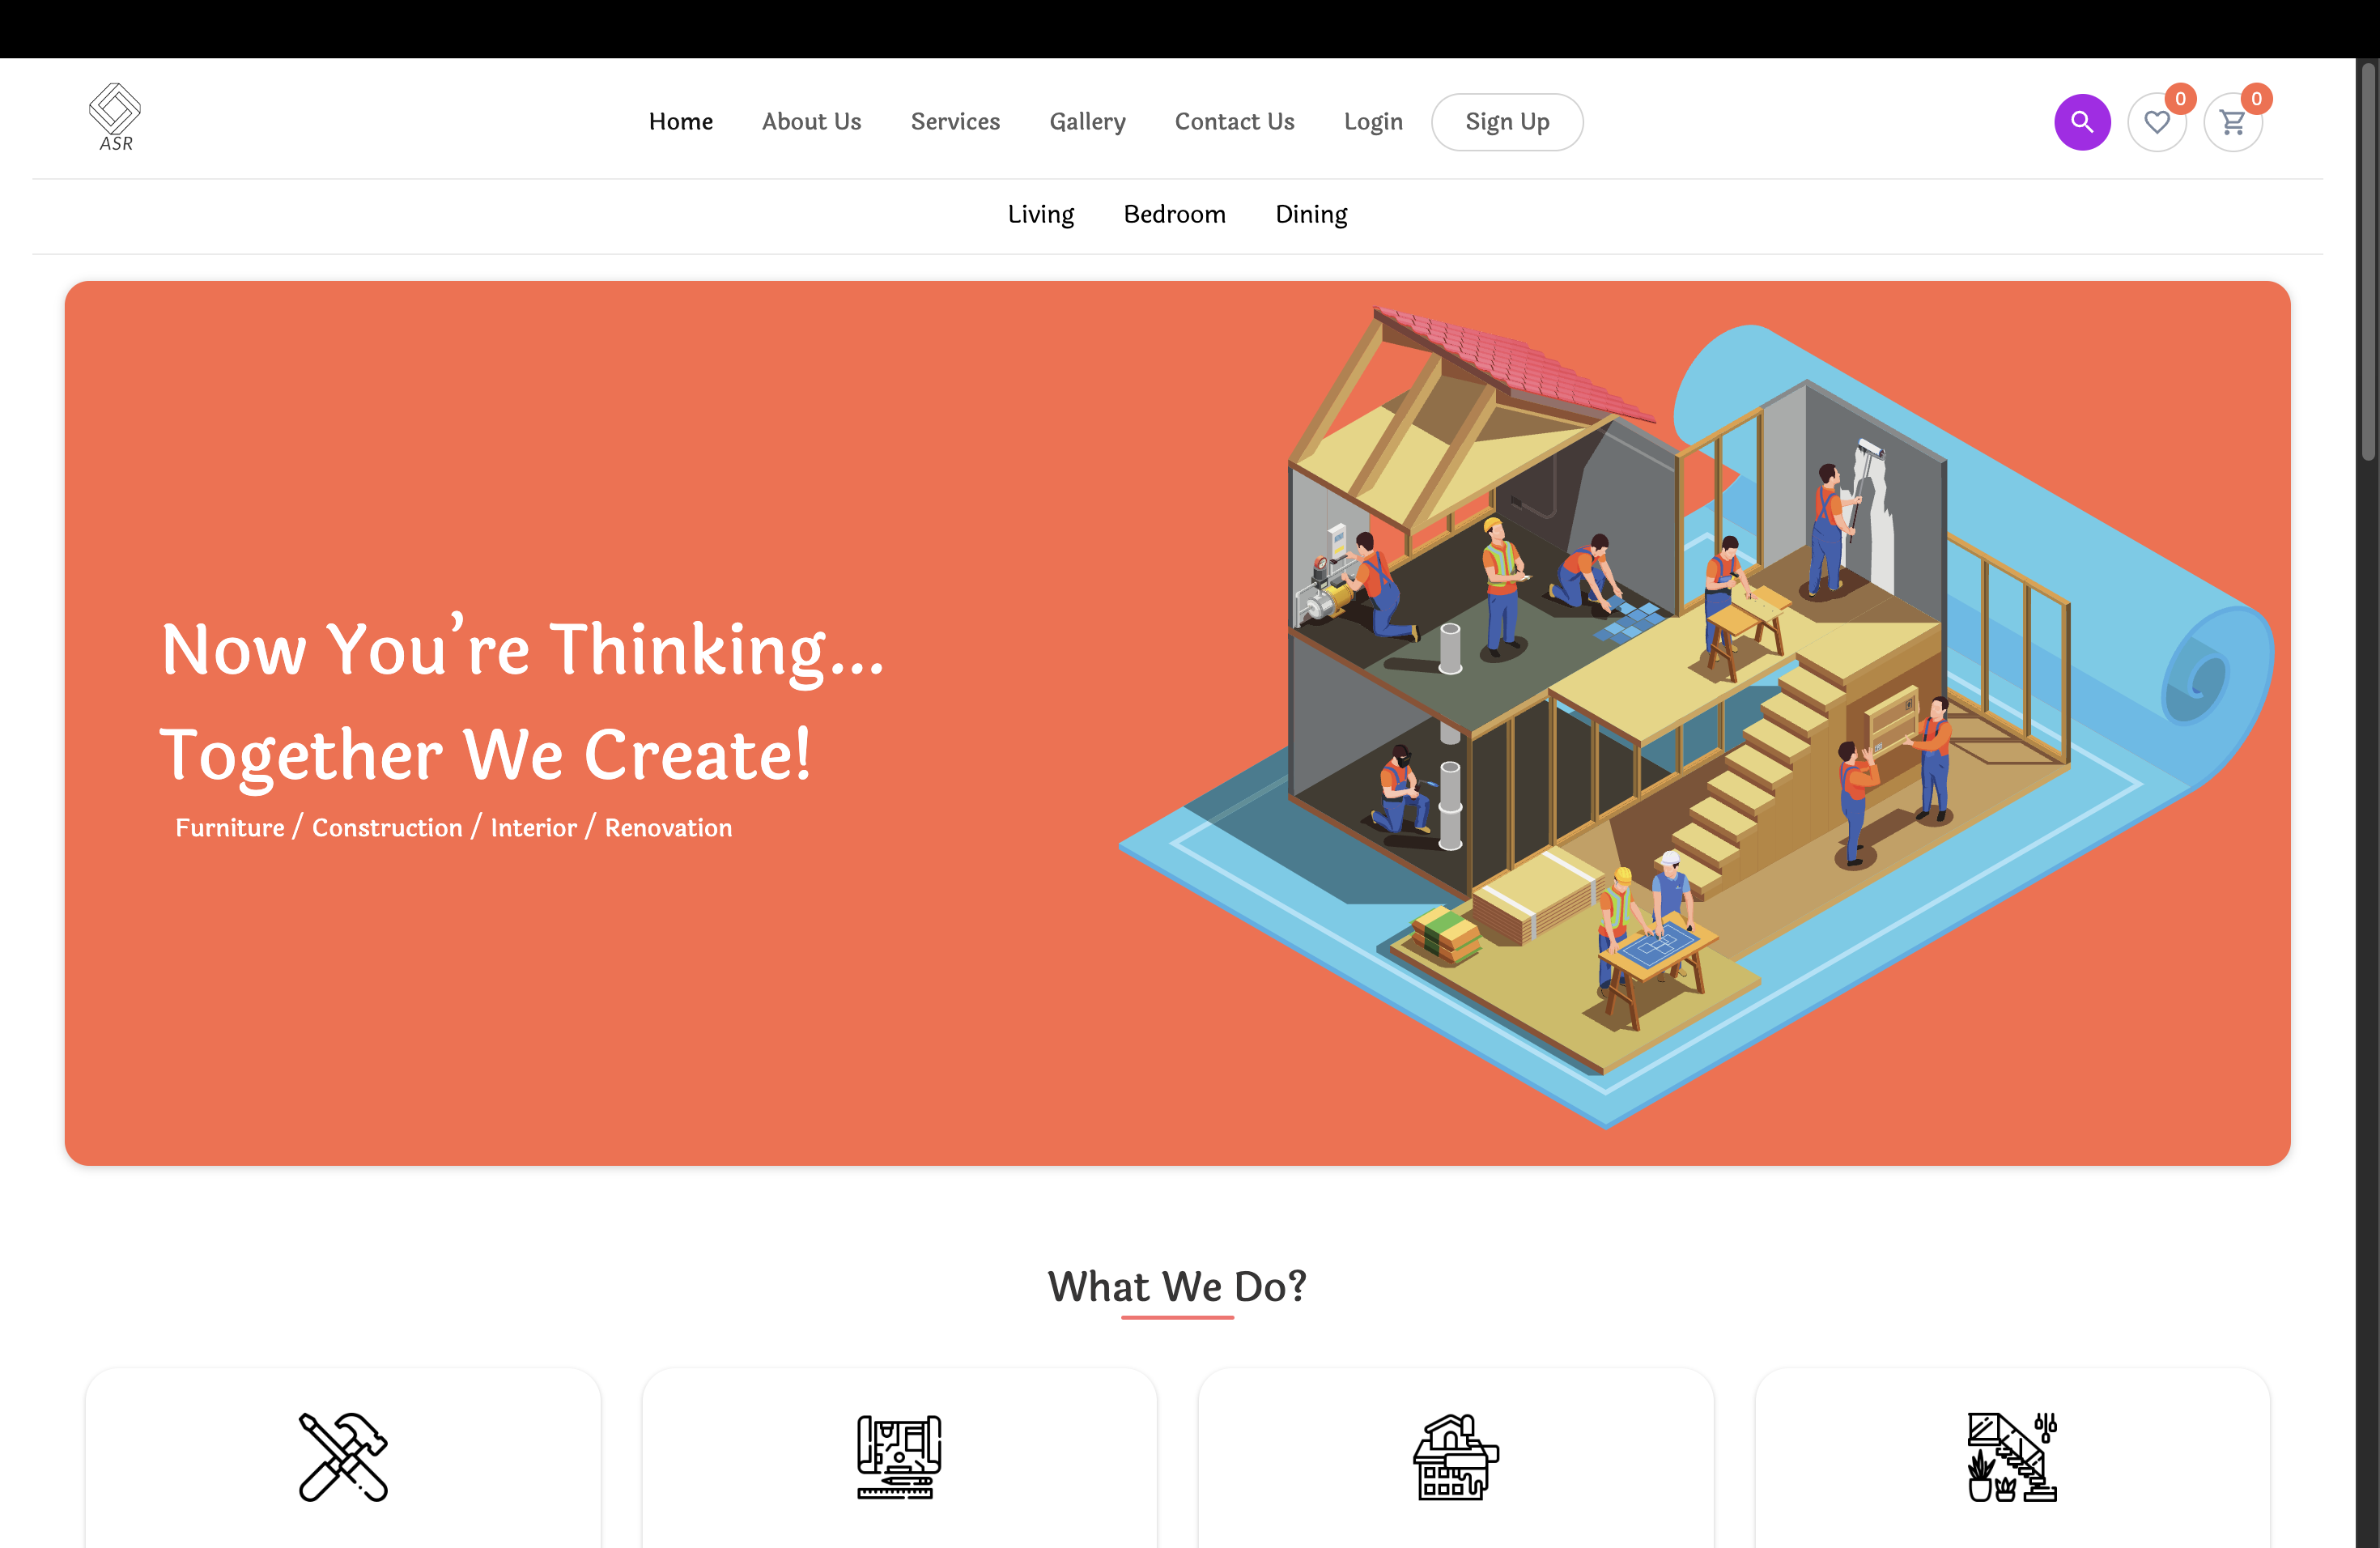 ASR
Home About Us Services Gallery Contact Us Login Sign Up
0 0
Living Bedroom Dining
Now You’re Thinking...
Together We Create!
Furniture / Construction / Interior / Renovation
What We Do?